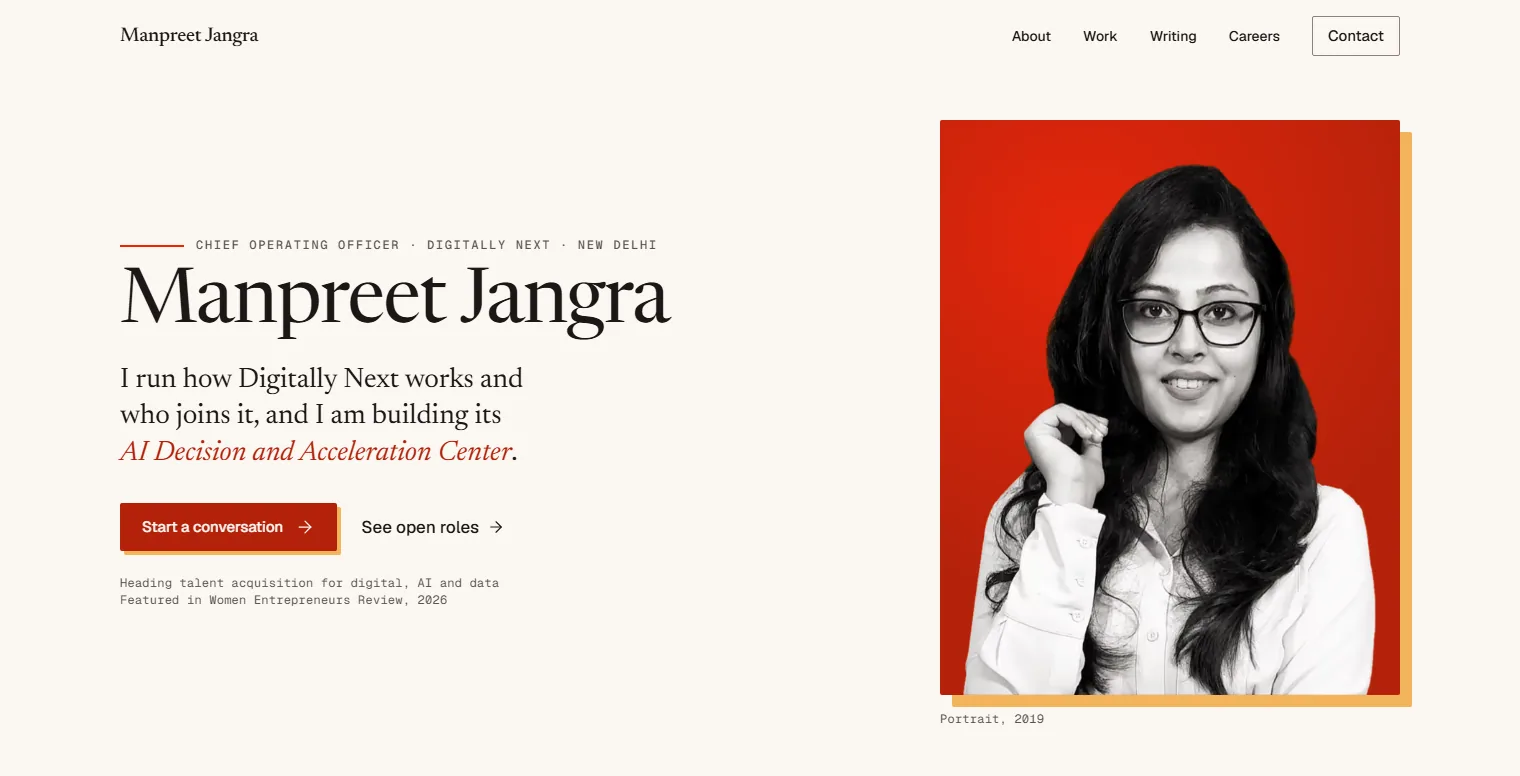 Manpreet Jangra
About
Work
Writing
Careers
Contact
CHIEF OPERATING OFFICER · DIGITALLY NEXT · NEW DELHI
Manpreet Jangra
I run how Digitally Next works and
who joins it, and I am building its
AI Decision and Acceleration Center.
Start a conversation →
See open roles →
Heading talent acquisition for digital, AI and data
Featured in Women Entrepreneurs Review, 2026
Portrait, 2019